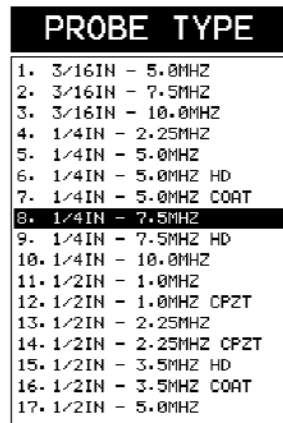 PROBE TYPE
1. 3/16IN - 5.0MHZ
2. 3/16IN - 7.5MHZ
3. 3/16IN - 10.0MHZ
4. 1/4IN - 2.25MHZ
5. 1/4IN - 5.0MHZ
6. 1/4IN - 5.0MHZ HD
7. 1/4IN - 5.0MHZ COAT
8. 1/4IN - 7.5MHZ
9. 1/4IN - 7.5MHZ HD
10. 1/4IN - 10.0MHZ
11. 1/2IN - 1.0MHZ
12. 1/2IN - 1.0MHZ CPZT
13. 1/2IN - 2.25MHZ
14. 1/2IN - 2.25MHZ CPZT
15. 1/2IN - 3.5MHZ HD
16. 1/2IN - 3.5MHZ COAT
17. 1/2IN - 5.0MHZ